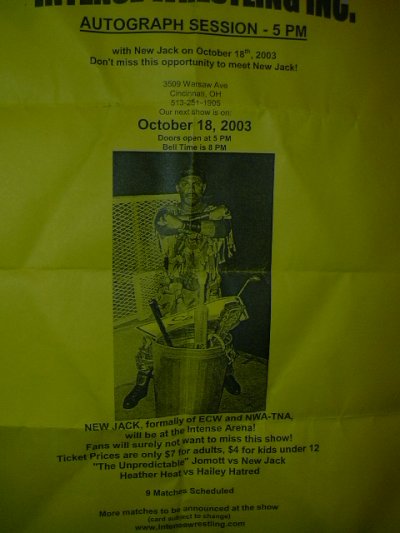 INTENSE WRESTLING INC.
AUTOGRAPH SESSION - 5 PM
with New Jack on October 18th, 2003
Don't miss this opportunity to meet New Jack!
3509 Warsaw Ave
Cincinnati, OH
513-251-1905
Our next show is on:
October 18, 2003
Doors open at 5 PM
Bell Time is 8 PM
NEW JACK, formally of ECW and NWA-TNA,
will be at the Intense Arena!
Fans will surely not want to miss this show!
Ticket Prices are only $7 for adults, $4 for kids under 12
"The Unpredictable" Jomott vs New Jack
Heather Heat vs Hailey Hatred
9 Matches Scheduled
More matches to be announced at the show
(card subject to change)
www.intensewrestling.com